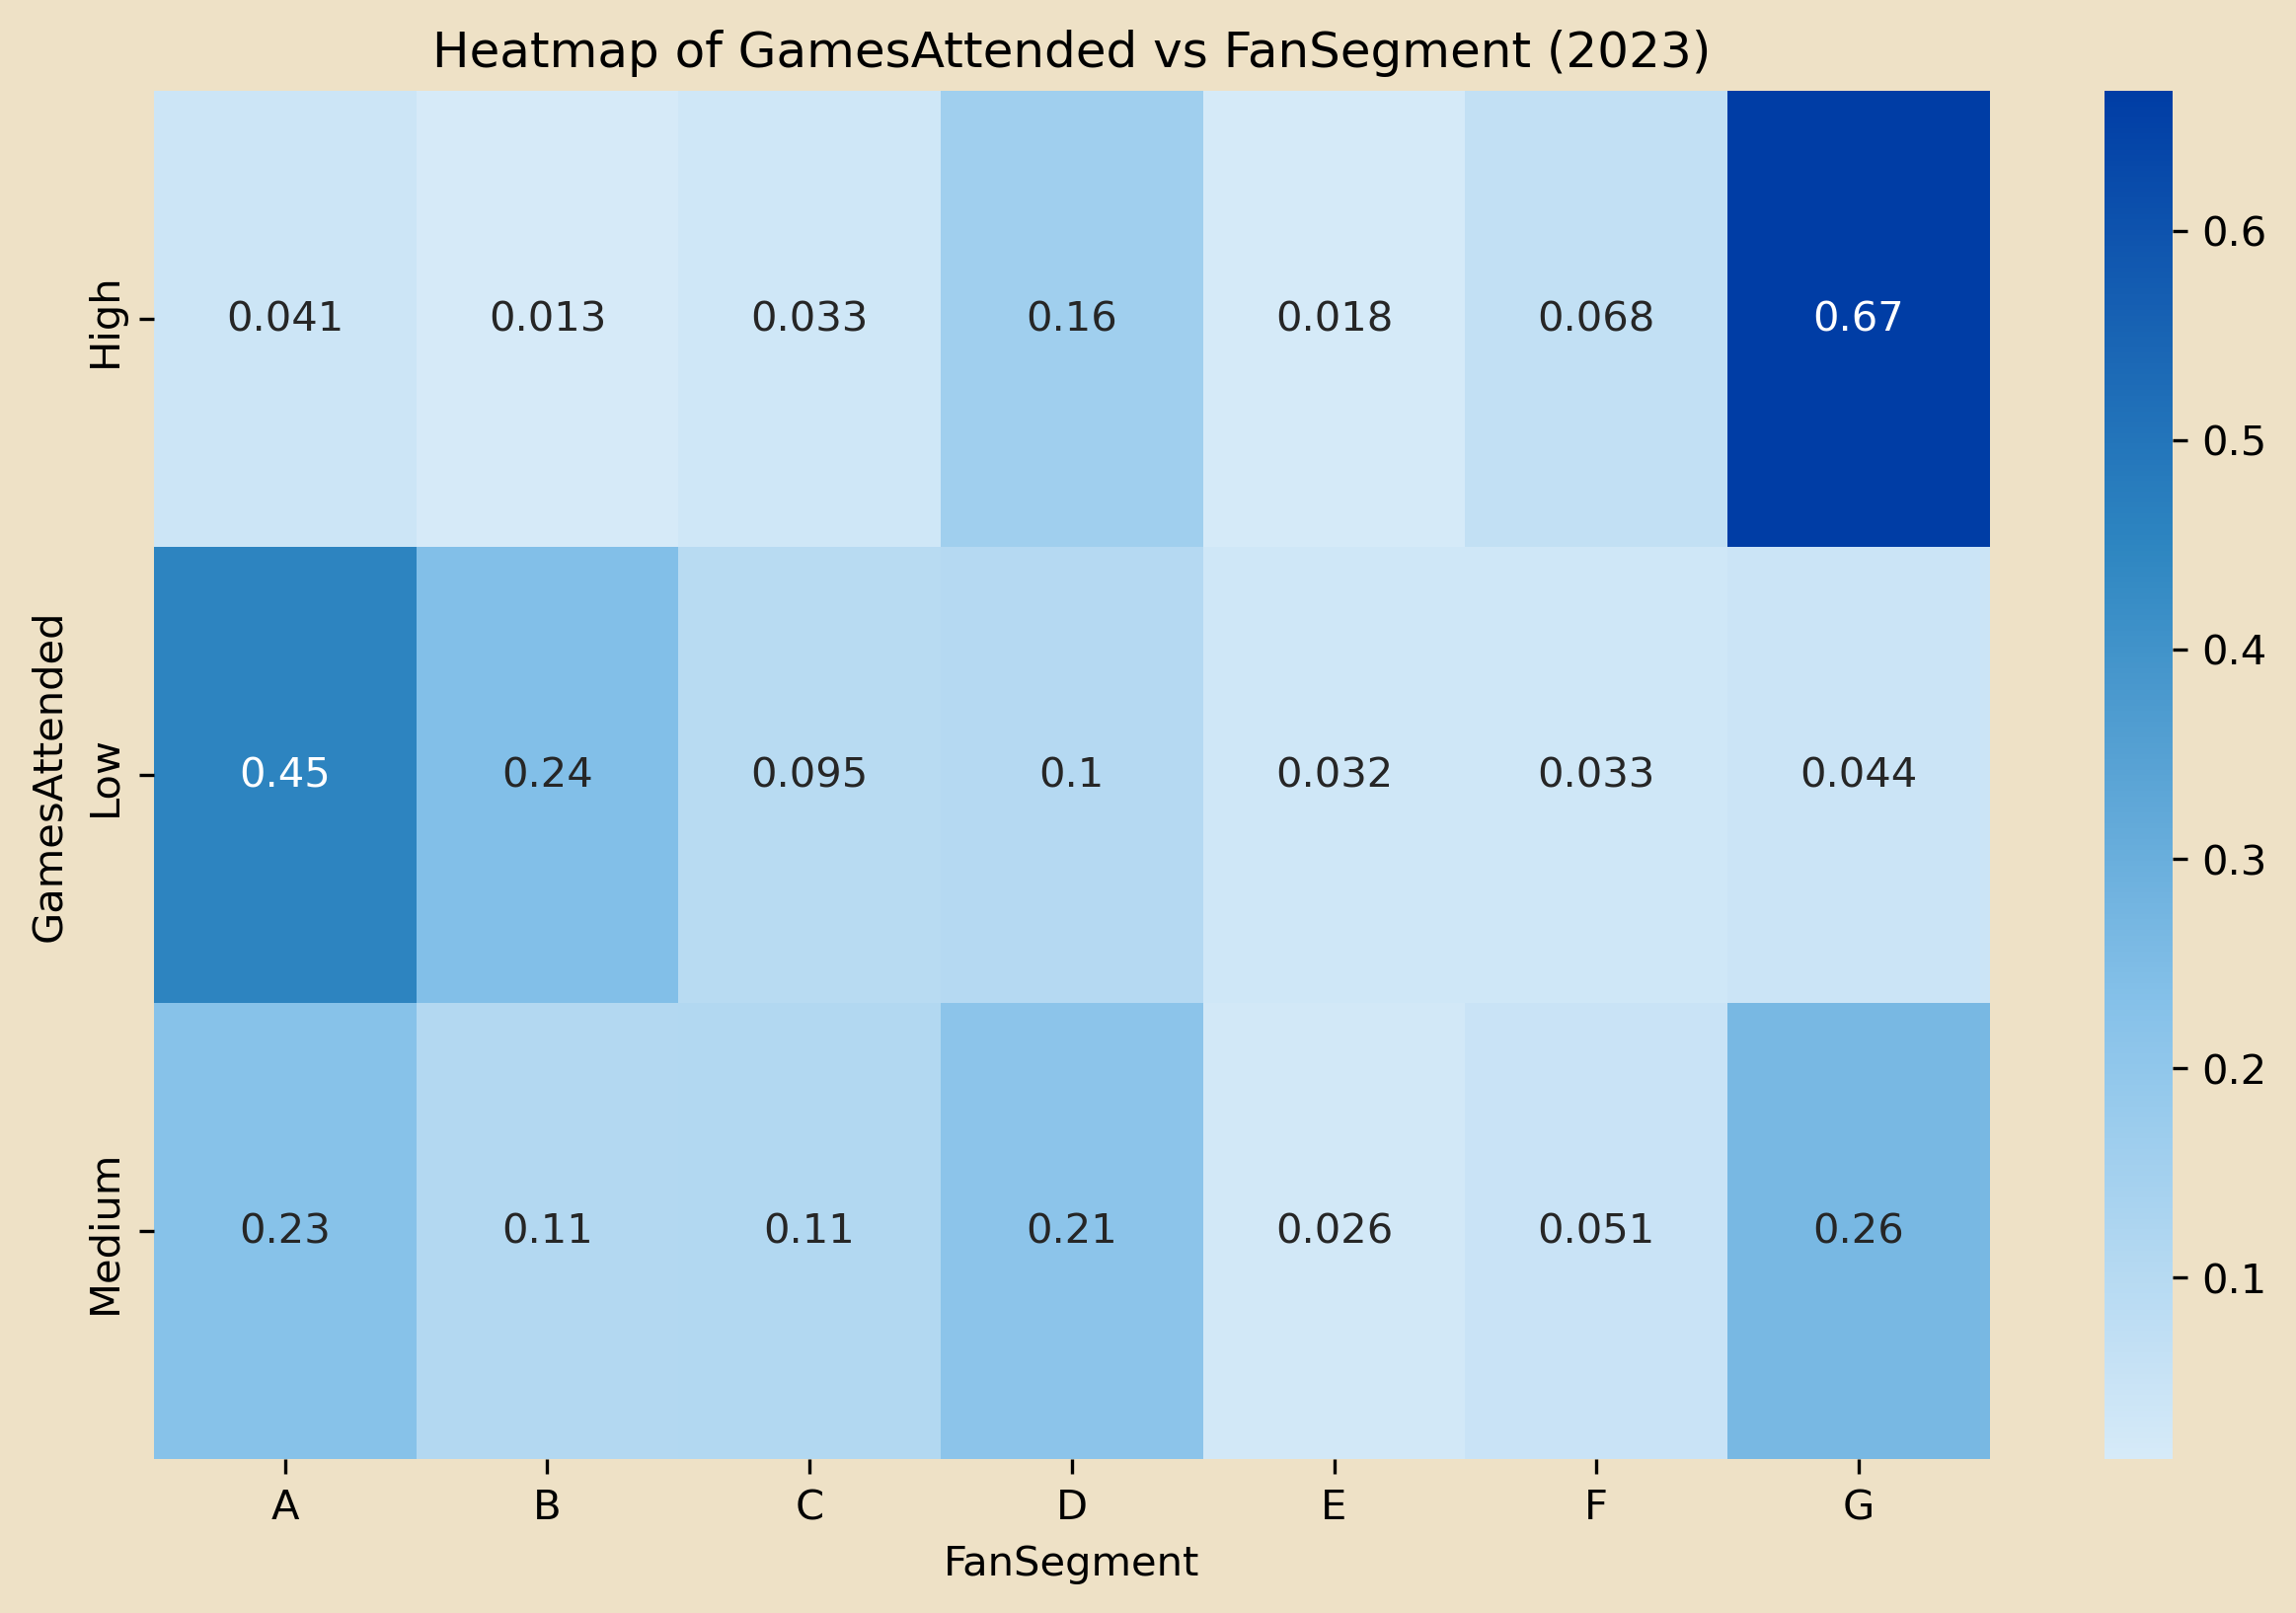 Heatmap of GamesAttended vs FanSegment (2023)
GamesAttended
High
0.041 0.013 0.033 0.16 0.018 0.068 0.67
Low
0.45 0.24 0.095 0.1 0.032 0.033 0.044
Medium
0.23 0.11 0.11 0.21 0.026 0.051 0.26
A B C D E F G
FanSegment
0.6
0.5
0.4
0.3
0.2
0.1